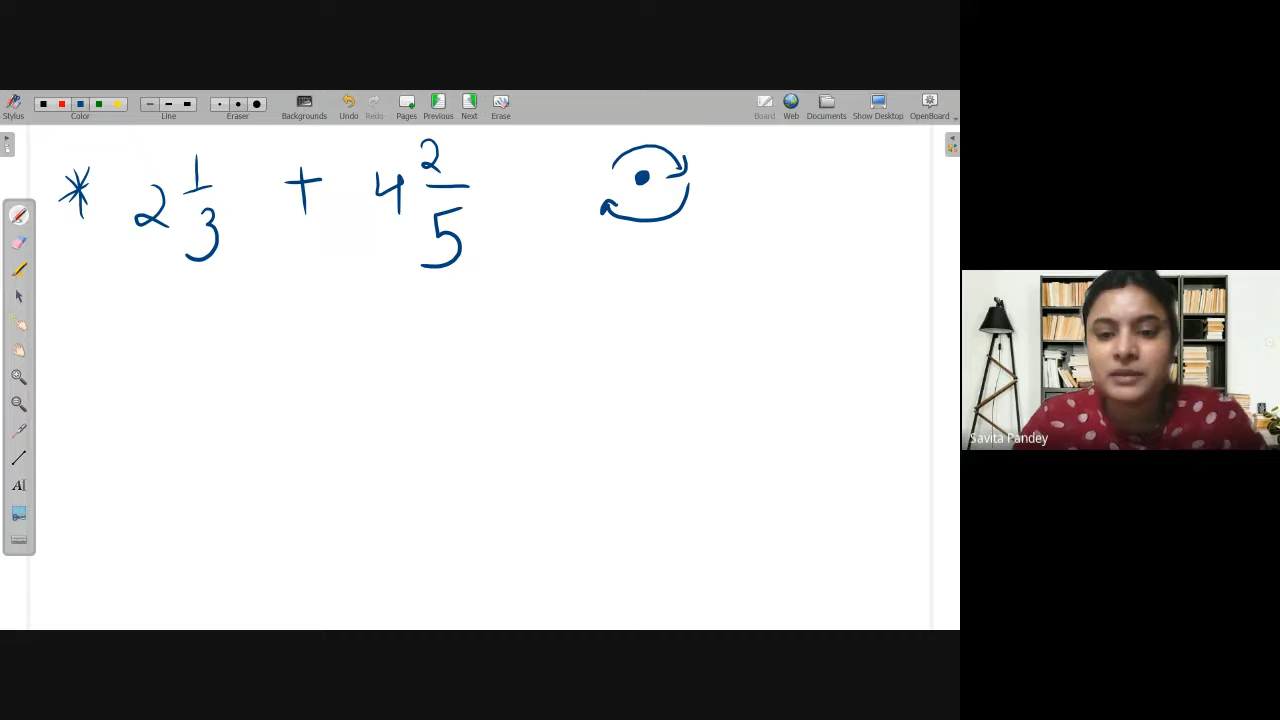 Stylus Color Line Eraser Backgrounds Undo Redo Pages Previous Next Erase Board Web Documents Show Desktop OpenBoard
* 2 1/3 + 4 2/5
Savita Pandey